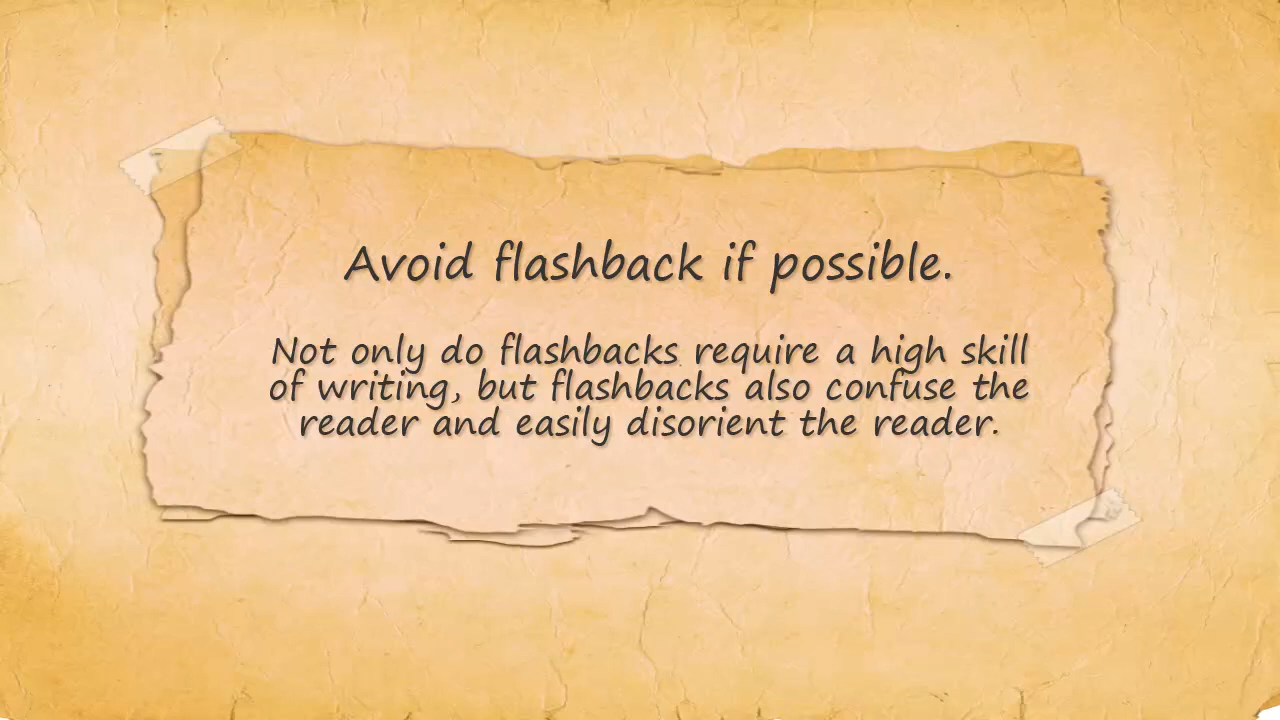 Avoid flashback if possible.
Not only do flashbacks require a high skill
of writing, but flashbacks also confuse the
reader and easily disorient the reader.